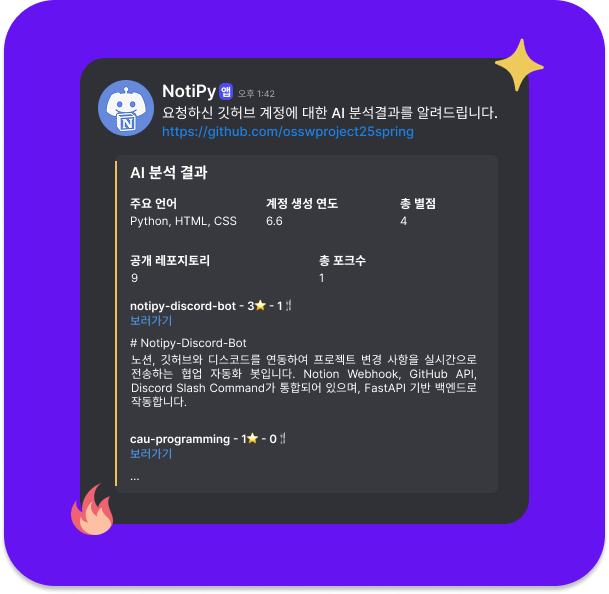 NotiPy 앱 오후 1:42
요청하신 깃허브 계정에 대한 AI 분석결과를 알려드립니다.
https://github.com/osswproject25spring
AI 분석 결과
주요 언어 계정 생성 연도 총 별점
Python, HTML, CSS 6.6 4
공개 레포지토리 총 포크수
9 1
notipy-discord-bot - 3⭐ - 1🍴
보러가기
# Notipy-Discord-Bot
노션, 깃허브와 디스코드를 연동하여 프로젝트 변경 사항을 실시간으로
전송하는 협업 자동화 봇입니다. Notion Webhook, GitHub API,
Discord Slash Command가 통합되어 있으며, FastAPI 기반 백엔드로
작동합니다.
cau-programming - 1⭐ - 0🍴
보러가기
...